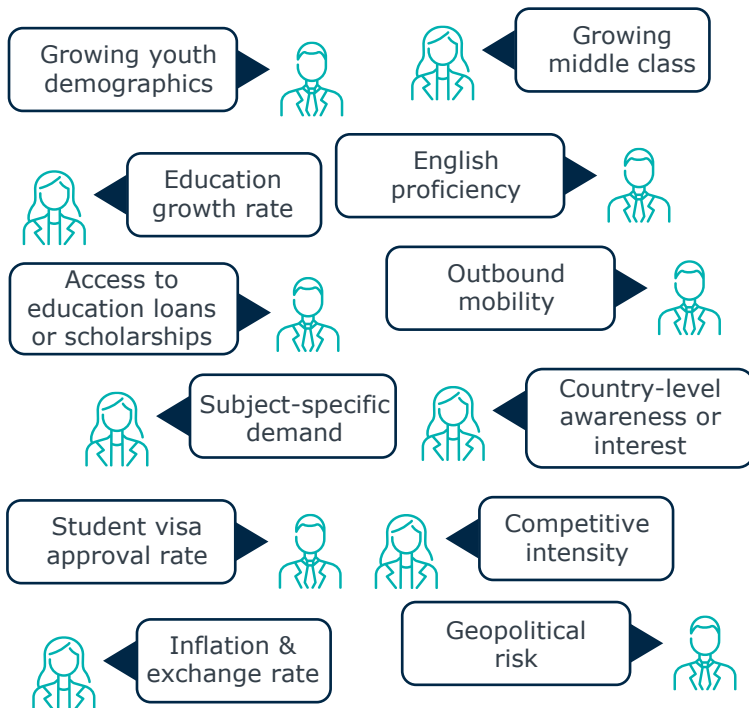 Growing youth
demographics
Growing
middle class
Education
growth rate
English
proficiency
Access to
education loans
or scholarships
Outbound
mobility
Subject-specific
demand
Country-level
awareness or
interest
Student visa
approval rate
Competitive
intensity
Inflation &
exchange rate
Geopolitical
risk